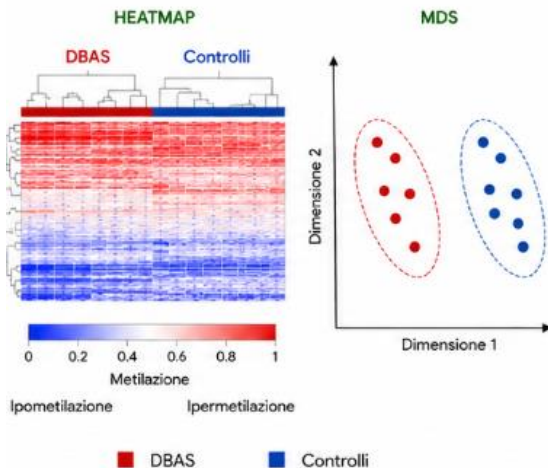 HEATMAP
MDS
DBAS
Controlli
Dimensione 2
Dimensione 1
0 0.2 0.4 0.6 0.8 1
Metilazione
Ipometilazione
Ipermetilazione
DBAS
Controlli